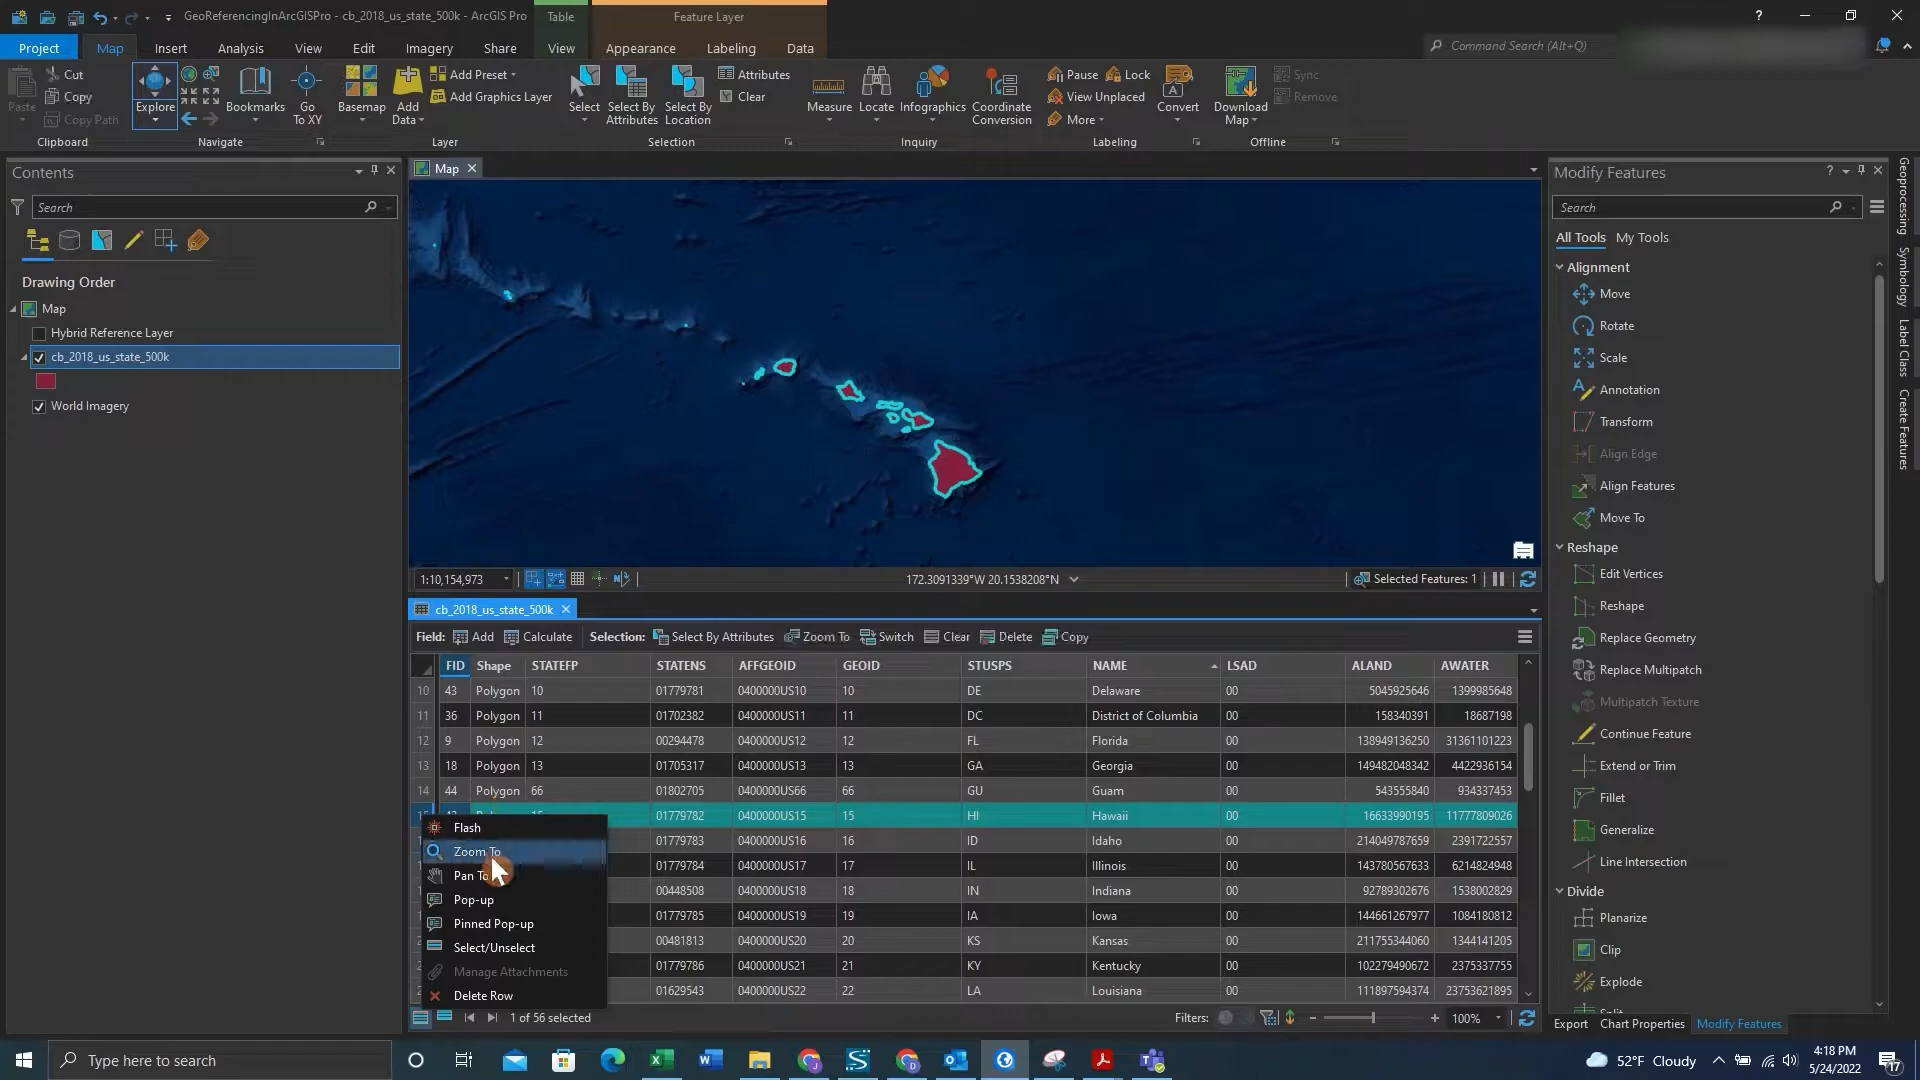 GeoReferencingInArcGISPro - cb_2018_us_state_500k - ArcGIS Pro
Table
Feature Layer
?
Project
Map
Insert
Analysis
View
Edit
Imagery
Share
View
Appearance
Labeling
Data
Command Search (Alt+Q)
Paste
Cut
Copy
Copy Path
Clipboard
Explore
Bookmarks
Go
To XY
Navigate
Basemap
Add
Data
Add Preset
Add Graphics Layer
Layer
Select
Select By
Attributes
Select By
Location
Attributes
Clear
Selection
Measure
Locate
Infographics
Coordinate
Conversion
Inquiry
Pause
Lock
View Unplaced
More
Convert
Labeling
Download
Map
Sync
Remove
Offline
Contents
Search
Drawing Order
Map
Hybrid Reference Layer
cb_2018_us_state_500k
World Imagery
Map
1:10,154,973
172.3091339°W 20.1538208°N
Selected Features: 1
cb_2018_us_state_500k
Field: Add Calculate Selection: Select By Attributes Zoom To Switch Clear Delete Copy
FID Shape STATEFP STATENS AFFGEOID GEOID STUSPS NAME LSAD ALAND AWATER
10 43 Polygon 10 01779781 0400000US10 10 DE Delaware 00 5045925646 1399985648
11 36 Polygon 11 01702382 0400000US11 11 DC District of Columbia 00 158340391 18687198
12 9 Polygon 12 00294478 0400000US12 12 FL Florida 00 138949136250 31361101223
13 18 Polygon 13 01705317 0400000US13 13 GA Georgia 00 149482048342 4422936154
14 44 Polygon 66 01802705 0400000US66 66 GU Guam 00 543555840 934337453
01779782 0400000US15 15 HI Hawaii 00 16633990195 11777809026
01779783 0400000US16 16 ID Idaho 00 214049787659 2391722557
01779784 0400000US17 17 IL Illinois 00 143780567633 6214824948
00448508 0400000US18 18 IN Indiana 00 92789302676 1538002829
01779785 0400000US19 19 IA Iowa 00 144661267977 1084180812
00481813 0400000US20 20 KS Kansas 00 211755344060 1344141205
01779786 0400000US21 21 KY Kentucky 00 102279490672 2375337755
01629543 0400000US22 22 LA Louisiana 00 111897594374 23753621895
Flash
Zoom To
Pan To
Pop-up
Pinned Pop-up
Select/Unselect
Manage Attachments
Delete Row
1 of 56 selected
Filters:
100%
Modify Features
?
Search
All Tools
My Tools
Alignment
Move
Rotate
Scale
Annotation
Transform
Align Edge
Align Features
Move To
Reshape
Edit Vertices
Reshape
Replace Geometry
Replace Multipatch
Multipatch Texture
Continue Feature
Extend or Trim
Fillet
Generalize
Line Intersection
Divide
Planarize
Clip
Explode
Export
Chart Properties
Modify Features
Geoprocessing
Symbology
Label Class
Create Features
Type here to search
52°F Cloudy
4:18 PM
5/24/2022
17